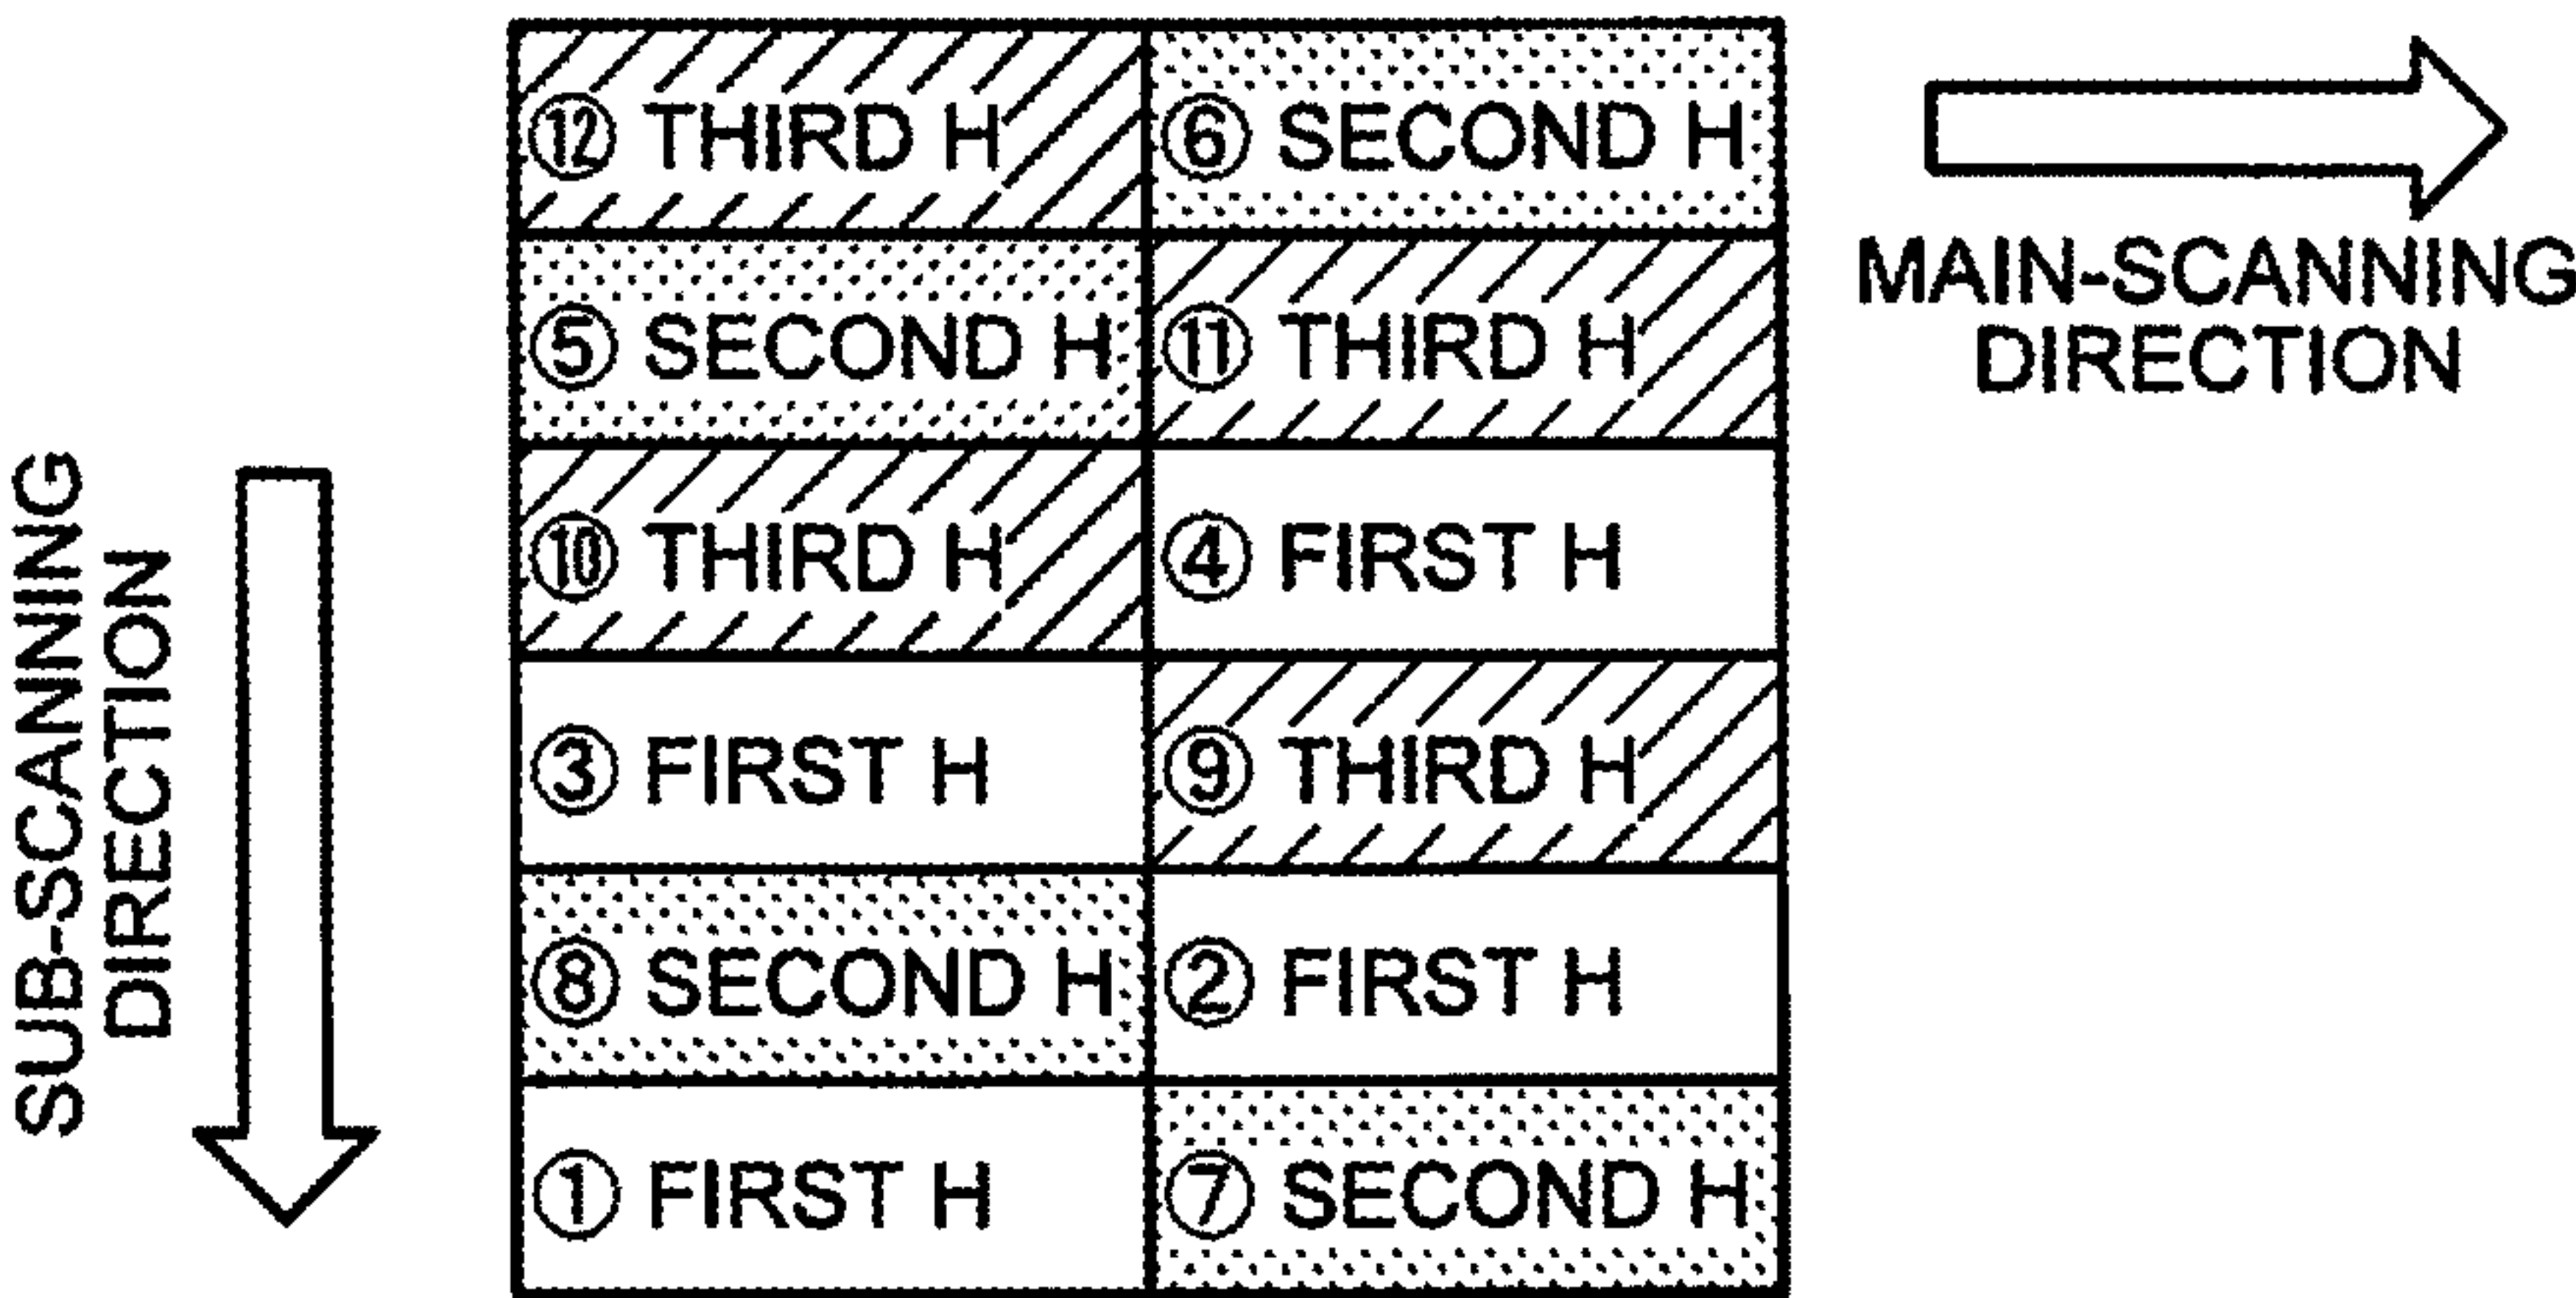 ⑫ THIRD H
⑥ SECOND H
⑤ SECOND H
⑪ THIRD H
⑩ THIRD H
④ FIRST H
③ FIRST H
⑨ THIRD H
⑧ SECOND H
② FIRST H
① FIRST H
⑦ SECOND H
MAIN-SCANNING
DIRECTION
SUB-SCANNING
DIRECTION